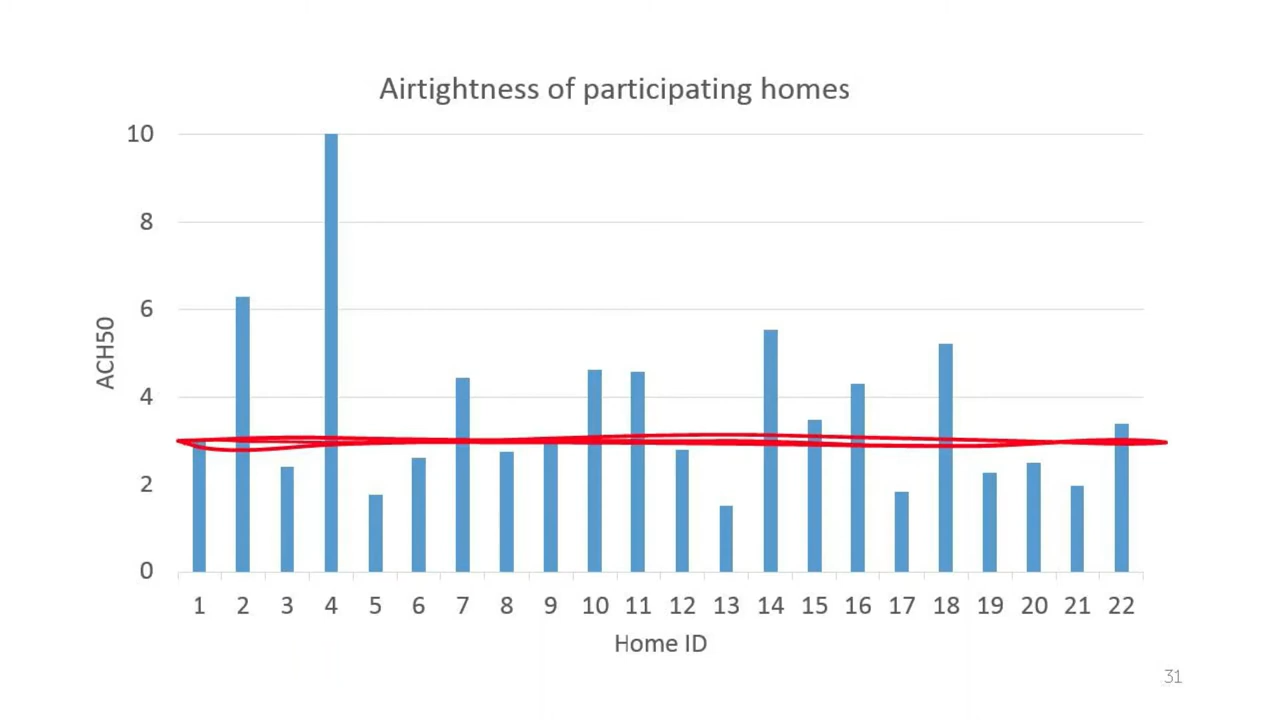 Airtightness of participating homes
10
8
6
4
2
0
ACH50
1 2 3 4 5 6 7 8 9 10 11 12 13 14 15 16 17 18 19 20 21 22
Home ID
31